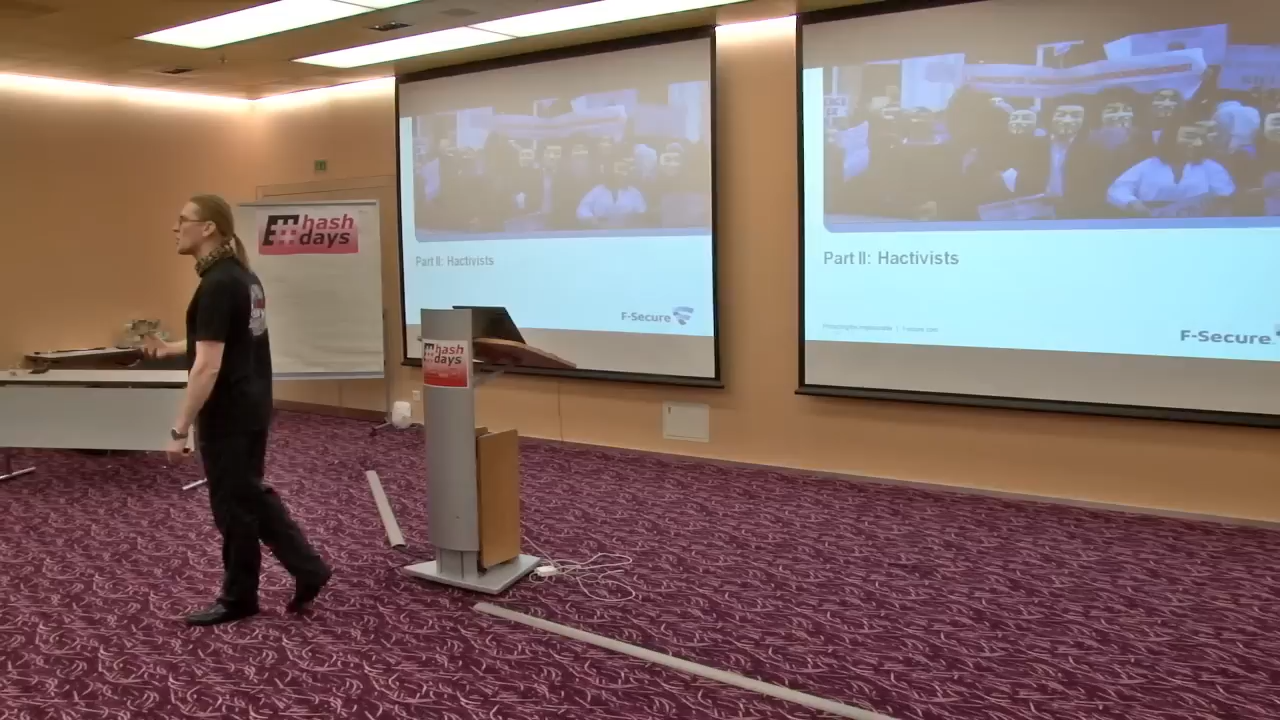 hash
days
hash
days
Part II: Hactivists
F-Secure
Part II: Hactivists
F-Secure.